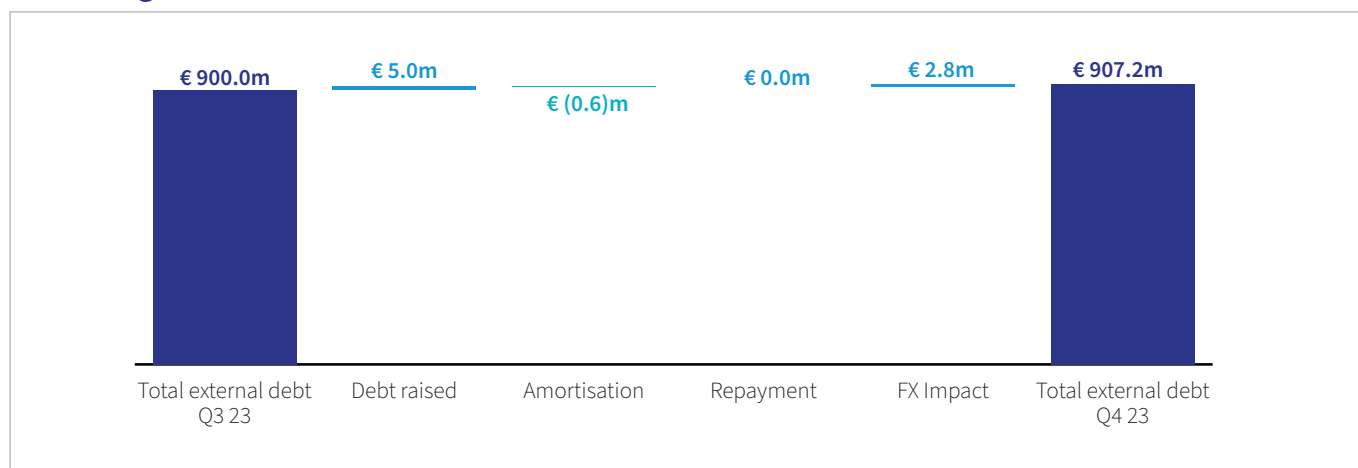 € 900.0m
€ 5.0m
€ (0.6)m
€ 0.0m
€ 2.8m
€ 907.2m
Total external debt
Q3 23
Debt raised
Amortisation
Repayment
FX Impact
Total external debt
Q4 23